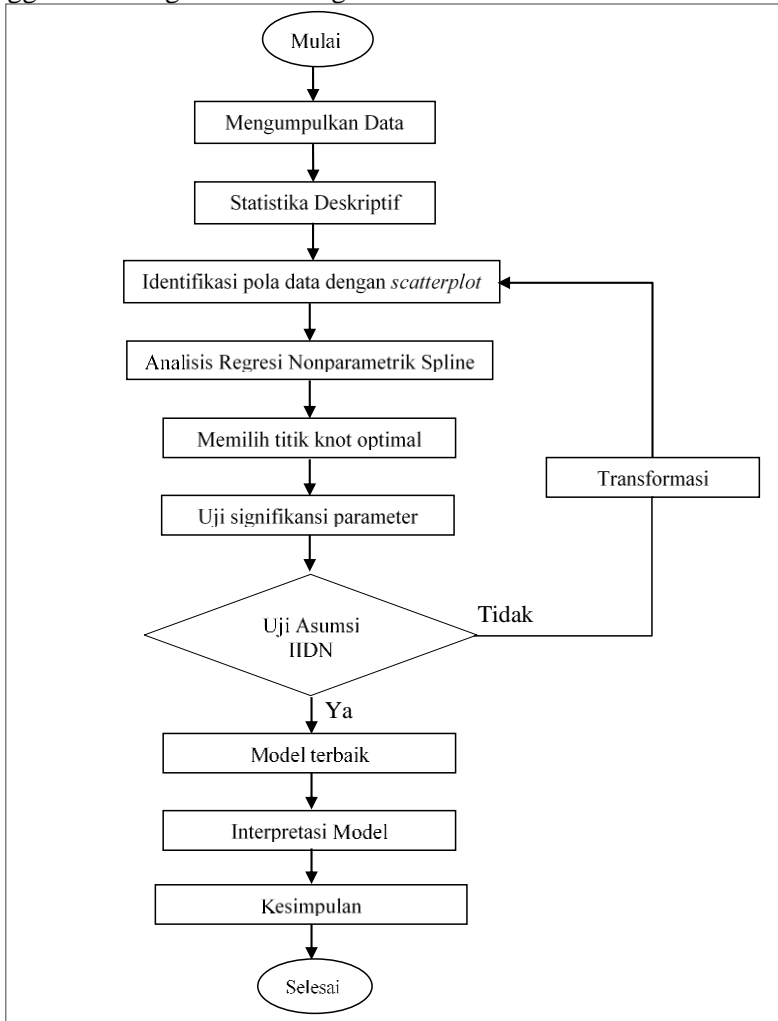 Mulai
Mengumpulkan Data
Statistika Deskriptif
Identifikasi pola data dengan scatterplot
Analisis Regresi Nonparametrik Spline
Memilih titik knot optimal
Transformasi
Uji signifikansi parameter
Uji Asumsi
IIDN
Tidak
Ya
Model terbaik
Interpretasi Model
Kesimpulan
Selesai